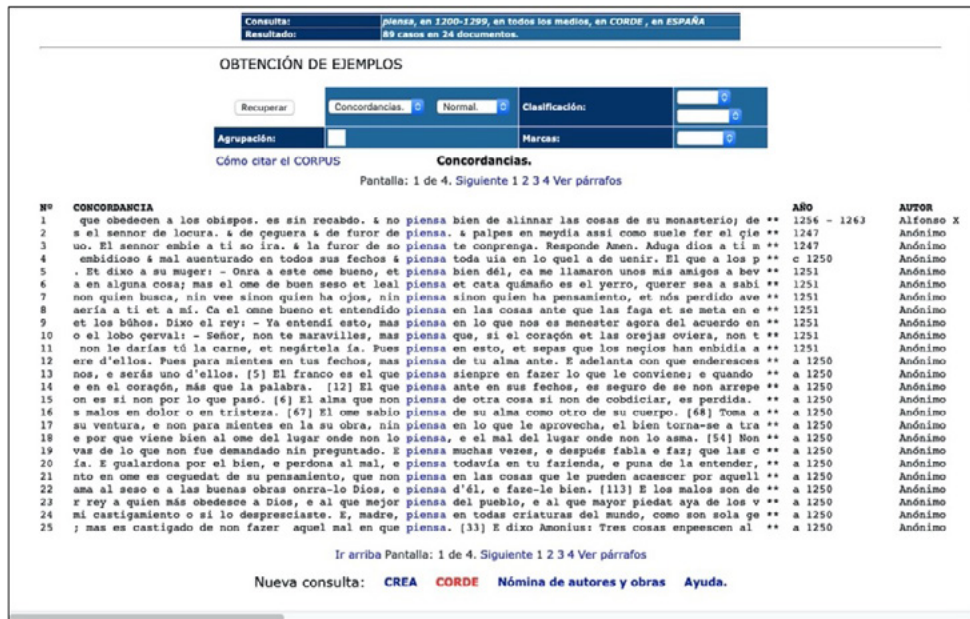 Consulta: piensa, en 1200-1299, en todos los medios, en CORDE , en ESPAÑA
Resultado: 89 casos en 24 documentos.
OBTENCIÓN DE EJEMPLOS
Recuperar Concordancias. Normal. Clasificación:
Agrupación: Marcas:
Cómo citar el CORPUS Concordancias.
Pantalla: 1 de 4. Siguiente 1 2 3 4 Ver párrafos
Nº CONCORDANCIA AÑO AUTOR
1 que obedecen a los obispos. es sin recabdo. & no piensa bien de alinnar las cosas de su monasterio; de ** 1256 - 1263 Alfonso X
2 s el sennor de locura. & de çeguera & de furor de piensa. & palpes en meydia assi como suele fer el çie ** 1247 Anónimo
3 uo. El sennor embie a ti so ira. & la furor de so piensa te conprenga. Responde Amen. Aduga dios a ti m ** 1247 Anónimo
4 embidioso & mal auenturado en todos sus fechos & piensa toda uia en lo quel a de uenir. El que a los p ** c 1250 Anónimo
5 . Et dixo a su muger: - Onra a este ome bueno, et piensa bien dél, ca me llamaron unos mis amigos a bev ** 1251 Anónimo
6 a en alguna cosa; mas el ome de buen seso et leal piensa et cata quámaño es el yerro, querer sea a sabi ** 1251 Anónimo
7 non quien busca, nin vee sinon quien ha ojos, nin piensa sinon quien ha pensamiento, et nós perdido ave ** 1251 Anónimo
8 aería a ti et a mí. Ca el omne bueno et entendido piensa en las cosas ante que las faga et se meta en e ** 1251 Anónimo
9 et los búhos. Dixo el rey: - Ya entendí esto, mas piensa en lo que nos es menester agora del acuerdo en ** 1251 Anónimo
10 o el lobo çerval: - Señor, non te maravilles, mas piensa que, si el coraçón et las orejas oviera, non t ** 1251 Anónimo
11 non le darías tú la carne, et negártela ía. Pues piensa en esto, et sepas que los neçios han enbidia a ** 1251 Anónimo
12 ere d'ellos. Pues para mientes en tus fechos, mas piensa de tu alma ante. E adelanta con que enderesces ** a 1250 Anónimo
13 nos, e serás uno d'ellos. [5] El franco es el que piensa sienpre en fazer lo que le conviene; e quando ** a 1250 Anónimo
14 e en el coragón, más que la palabra. [12] El que piensa ante en sus fechos, es seguro de se non arrepe ** a 1250 Anónimo
15 on es si non por lo que pasó. [6] El alma que non piensa de otra cosa si non de cobdiciar, es perdida. ** a 1250 Anónimo
16 s malos en dolor o en tristeza. [67] El ome sabio piensa de su alma como otro de su cuerpo. [68] Toma a ** a 1250 Anónimo
17 su ventura, e non para mientes en la su obra, nin piensa en lo que le aprovecha, el bien torna-se a tra ** a 1250 Anónimo
18 e por que viene bien al ome del lugar onde non lo piensa, e el mal del lugar onde non lo asma. [54] Non ** a 1250 Anónimo
19 vas de lo que non fue demandado nin preguntado. E piensa muchas vezes, e después fabla e faz; que las c ** a 1250 Anónimo
20 ía. E gualardona por el bien, e perdona al mal, e piensa todavía en tu fazienda, e puna de la entender, ** a 1250 Anónimo
21 nto en ome es ceguedat de su pensamiento, que non piensa en las cosas que le pueden acaescer por aquell ** a 1250 Anónimo
22 ama al seso e a las buenas obras onrra-lo Dios, e piensa d'él, e faze-le bien. [113] E los malos son de ** a 1250 Anónimo
23 r rey a quien más obedesce a Dios, e al que mejor piensa del pueblo, e al que mayor piedat aya de los v ** a 1250 Anónimo
24 mi castigamiento o si lo despresciaste. E, madre, piensa en todas criaturas del mundo, como son sola ge ** a 1250 Anónimo
25 ; mas es castigado de non fazer aquel mal en que piensa. [33] E dixo Amonius: Tres cosas enpeescen al ** a 1250 Anónimo
Ir arriba Pantalla: 1 de 4. Siguiente 1 2 3 4 Ver párrafos
Nueva consulta: CREA CORDE Nómina de autores y obras Ayuda.